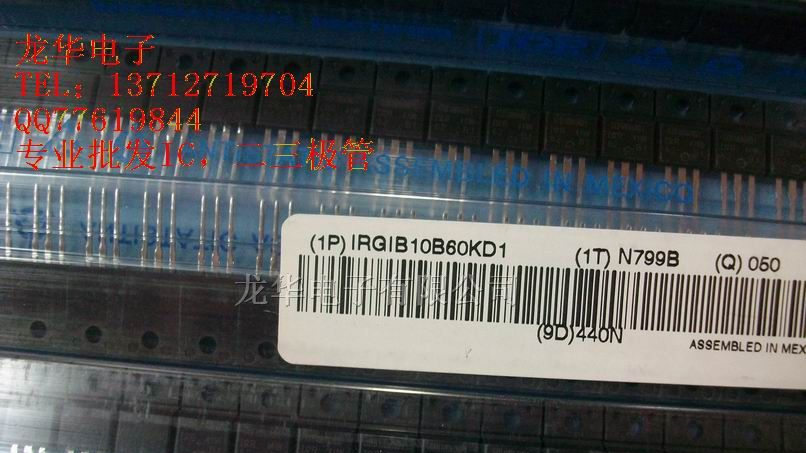 龙华电子
TEL：13712719704
QQ77619844
专业批发IC，二三极管
ASSEMBLED IN MEXICO
ANTISTATIC
(1P) IRGIB10B60KD1 (1T) N799B (Q) 050
龙华电子有限公司
(9D)440N
ASSEMBLED IN MEX